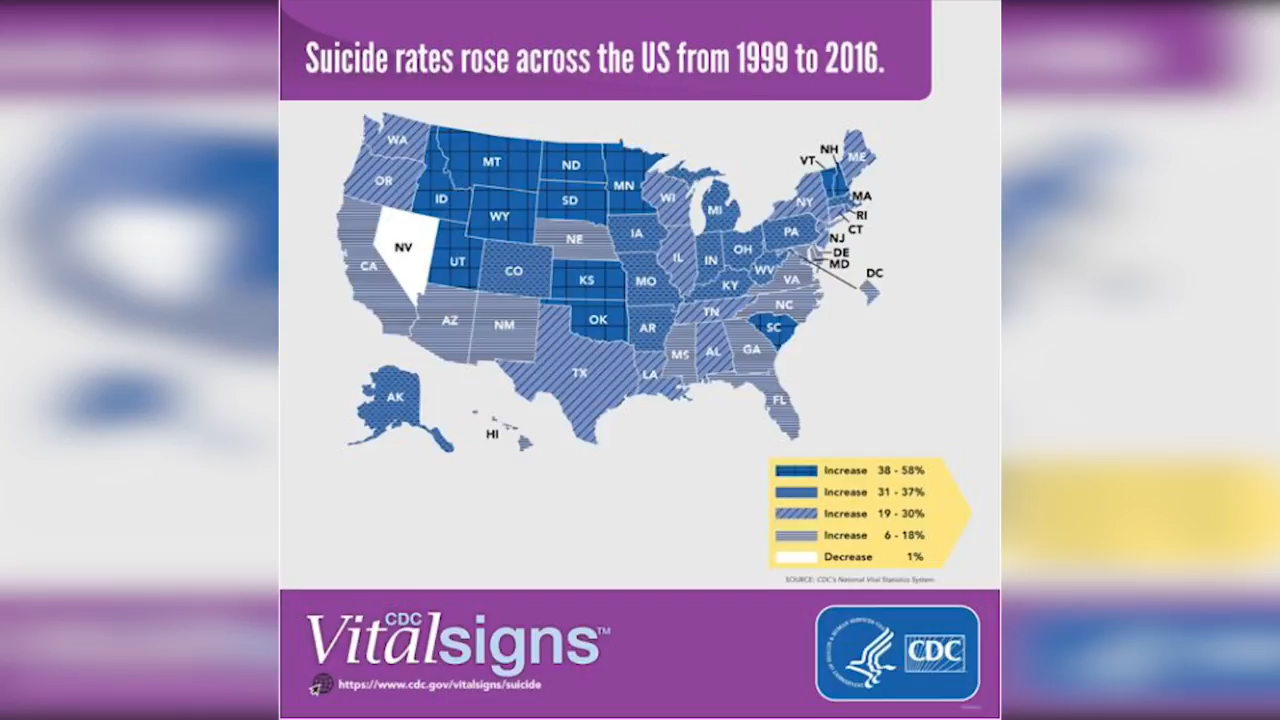 Suicide rates rose across the US from 1999 to 2016.
WA
MT
ND
MN
OR
ID
WY
SD
WI
MI
NY
VT
NH
ME
MA
RI
CT
NJ
DE
MD
DC
NV
UT
CO
NE
IA
IL
IN
OH
PA
CA
KS
MO
KY
WV
VA
AZ
NM
OK
AR
TN
NC
SC
TX
LA
MS
AL
GA
FL
AK
HI
Increase 38 - 58%
Increase 31 - 37%
Increase 19 - 30%
Increase 6 - 18%
Decrease 1%
SOURCE: CDC's National Vital Statistics System.
CDC
Vitalsigns™
https://www.cdc.gov/vitalsigns/suicide
CDC